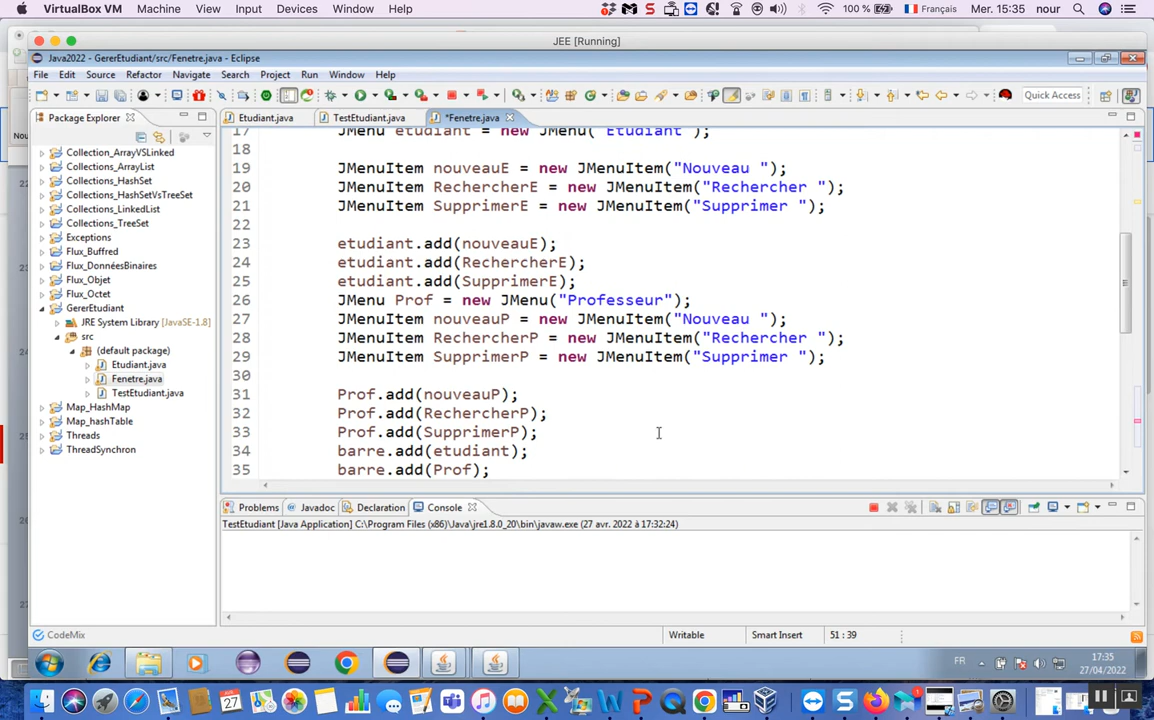 VirtualBox VM Machine View Input Devices Window Help 100 % Français Mer. 15:35 nour
JEE [Running]
Java2022 - GererEtudiant/src/Fenetre.java - Eclipse
File Edit Source Refactor Navigate Search Project Run Window Help
Quick Access
Package Explorer
Etudiant.java TestEtudiant.java *Fenetre.java
Nou
Collection_ArrayVSLinked
Collections_ArrayList
Collections_HashSet
Collections_HashSetVsTreeSet
Collections_LinkedList
Collections_TreeSet
Exceptions
Flux_Buffred
Flux_DonnéesBinaires
Flux_Objet
Flux_Octet
GererEtudiant
JRE System Library [JavaSE-1.8]
src
(default package)
Etudiant.java
Fenetre.java
TestEtudiant.java
Map_HashMap
Map_hashTable
Threads
ThreadSynchron
17 JMenu etudiant = new JMenu("Etudiant");
18
19 JMenuItem nouveauE = new JMenuItem("Nouveau ");
20 JMenuItem RechercherE = new JMenuItem("Rechercher ");
21 JMenuItem SupprimerE = new JMenuItem("Supprimer ");
22
23 etudiant.add(nouveauE);
24 etudiant.add(RechercherE);
25 etudiant.add(SupprimerE);
26 JMenu Prof = new JMenu("Professeur");
27 JMenuItem nouveauP = new JMenuItem("Nouveau ");
28 JMenuItem RechercherP = new JMenuItem("Rechercher ");
29 JMenuItem SupprimerP = new JMenuItem("Supprimer ");
30
31 Prof.add(nouveauP);
32 Prof.add(RechercherP);
33 Prof.add(SupprimerP);
34 barre.add(etudiant);
35 barre.add(Prof);
Problems Javadoc Declaration Console
TestEtudiant [Java Application] C:\Program Files (x86)\Java\jre1.8.0_20\bin\javaw.exe (27 avr. 2022 à 17:32:24)
CodeMix Writable Smart Insert 51 : 39
FR 17:35
27/04/2022